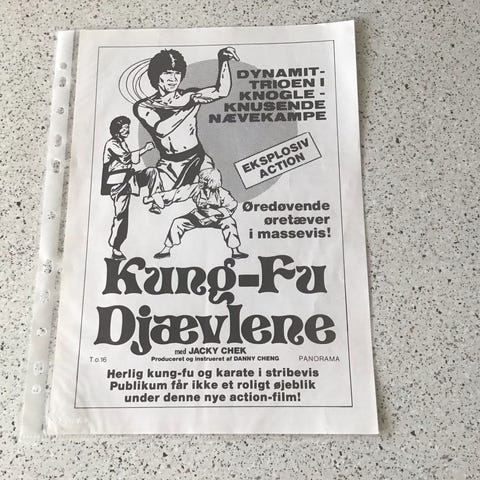 DYNAMIT-
TRIOEN I
KNOGLE-
KNUSENDE
NÆVEKAMPE
EKSPLOSIV
ACTION
Øredøvende
øretæver
i massevis!
Kung-Fu
Djævlene
med JACKY CHEK
T.o.16 Produceret og instrueret af DANNY CHENG PANORAMA
Herlig kung-fu og karate i stribevis
Publikum får ikke et roligt øjeblik
under denne nye action-film!